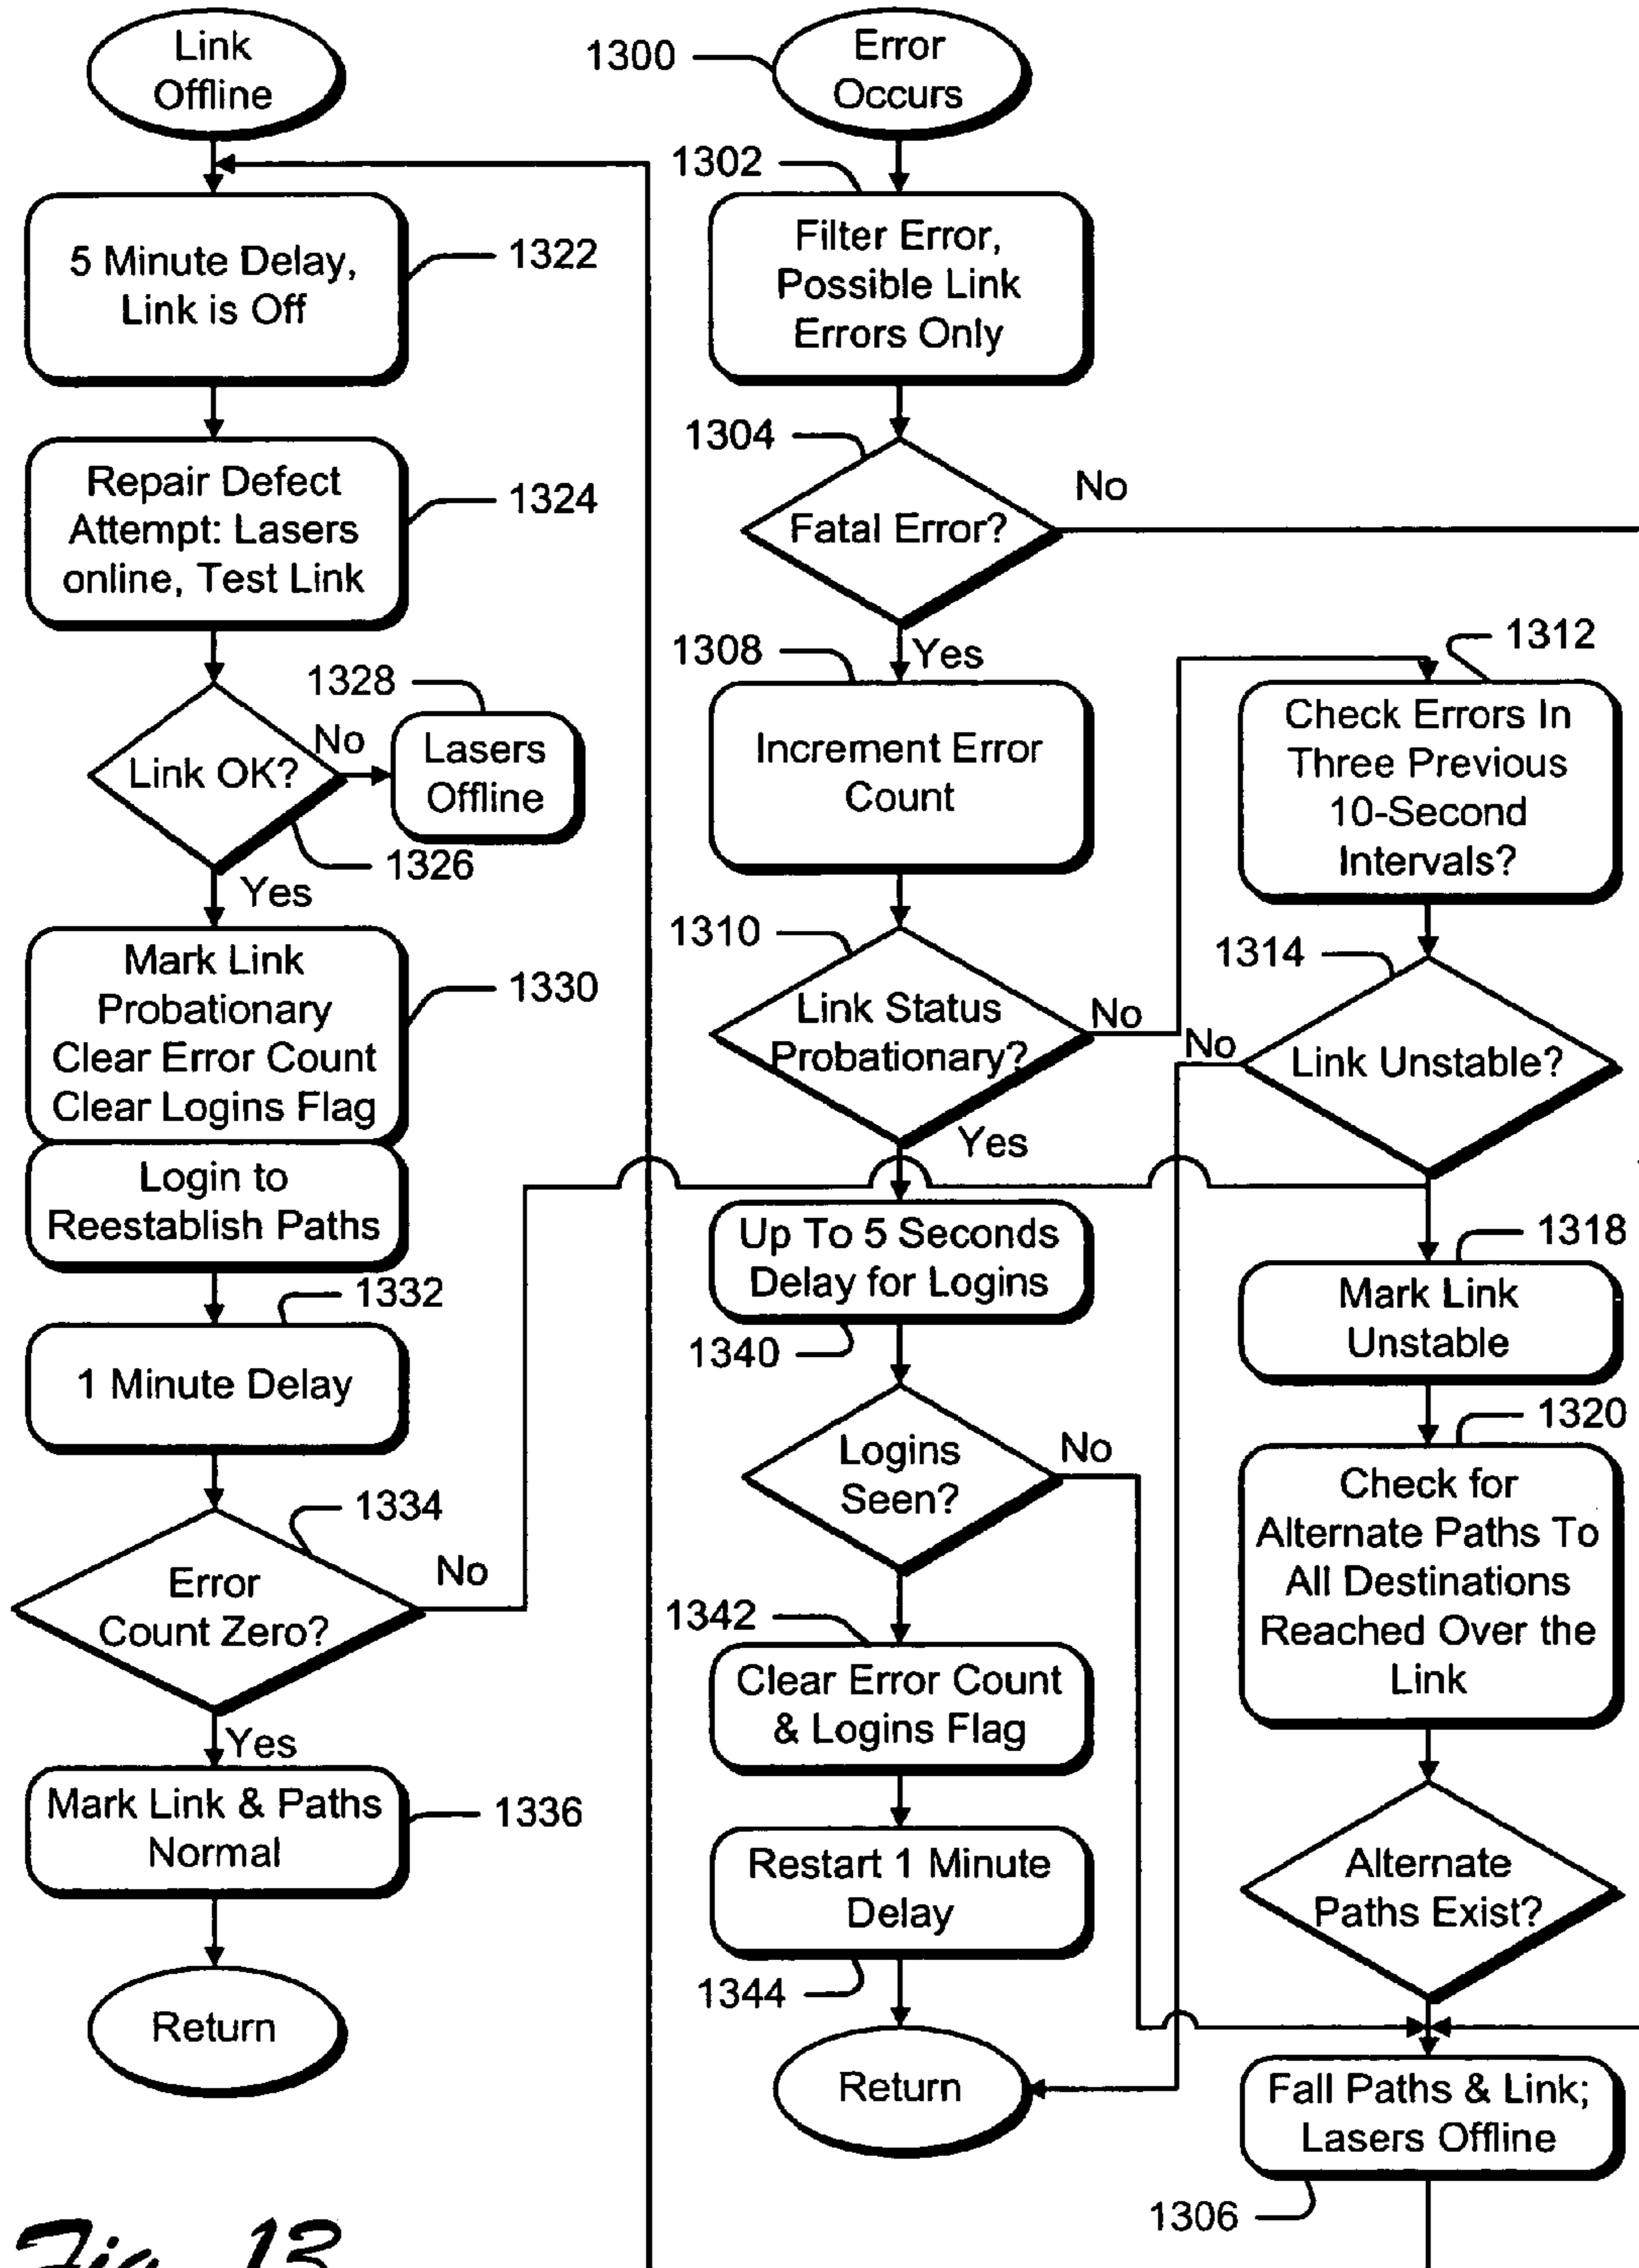 Link
Offline
5 Minute Delay,
Link is Off
1322
Repair Defect
Attempt: Lasers
online, Test Link
1324
Link OK?
No
1328
Lasers
Offline
1326
Yes
Mark Link
Probationary
Clear Error Count
Clear Logins Flag
1330
Login to
Reestablish Paths
1332
1 Minute Delay
1334
Error
Count Zero?
No
Yes
Mark Link & Paths
Normal
1336
Return
1300
Error
Occurs
1302
Filter Error,
Possible Link
Errors Only
1304
Fatal Error?
No
Yes
1308
Increment Error
Count
1310
Link Status
Probationary?
No
Yes
Up To 5 Seconds
Delay for Logins
1340
Logins
Seen?
No
1342
Clear Error Count
& Logins Flag
Restart 1 Minute
Delay
1344
Return
1312
Check Errors In
Three Previous
10-Second
Intervals?
1314
No
Link Unstable?
1318
Mark Link
Unstable
1320
Check for
Alternate Paths To
All Destinations
Reached Over the
Link
Alternate
Paths Exist?
Fall Paths & Link;
Lasers Offline
1306
Fig. 13